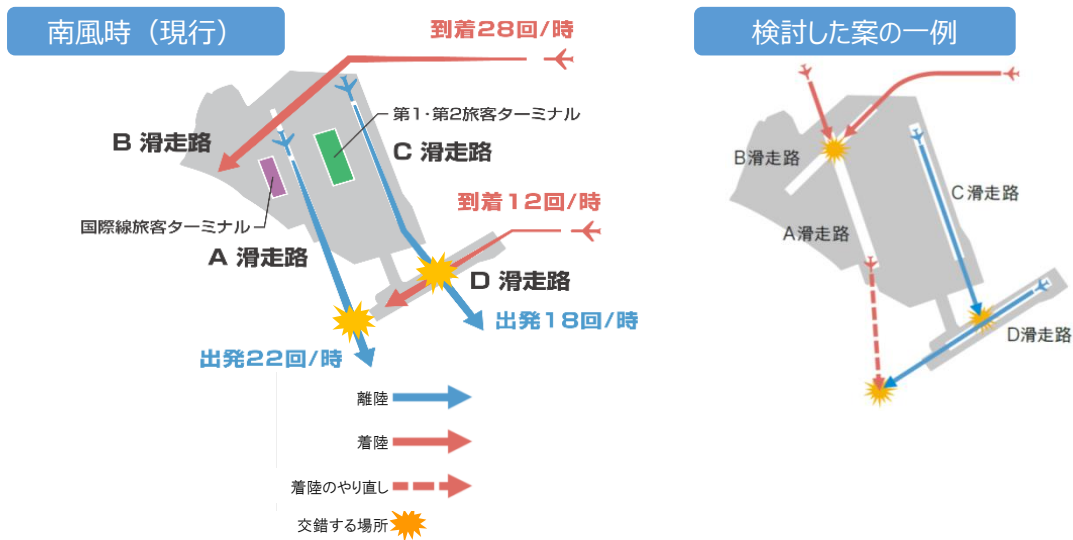 南風時（現行）
到着28回/時
第1・第2旅客ターミナル
B 滑走路
C 滑走路
国際線旅客ターミナル
A 滑走路
到着12回/時
D 滑走路
出発18回/時
出発22回/時
離陸
着陸
着陸のやり直し
交錯する場所
検討した案の一例
B滑走路
C滑走路
A滑走路
D滑走路